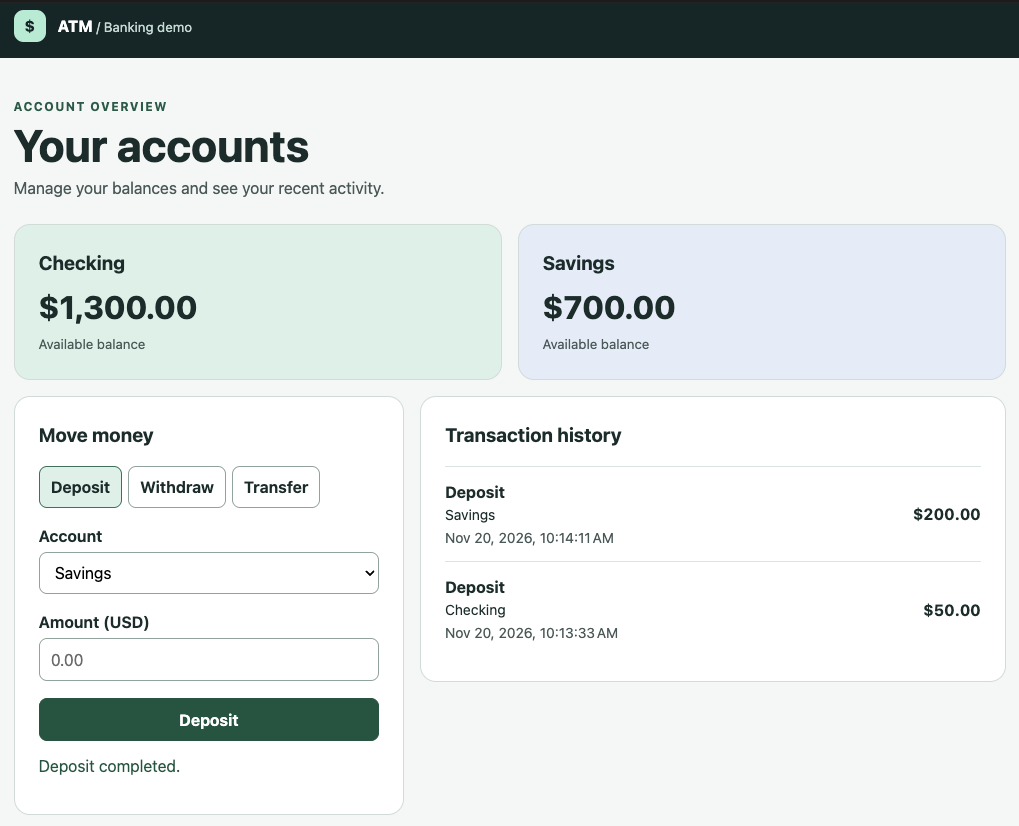 $ ATM / Banking demo
ACCOUNT OVERVIEW
Your accounts
Manage your balances and see your recent activity.
Checking
$1,300.00
Available balance
Savings
$700.00
Available balance
Move money
Deposit Withdraw Transfer
Account
Savings
Amount (USD)
0.00
Deposit
Deposit completed.
Transaction history
Deposit
Savings
$200.00
Nov 20, 2026, 10:14:11 AM
Deposit
Checking
$50.00
Nov 20, 2026, 10:13:33 AM